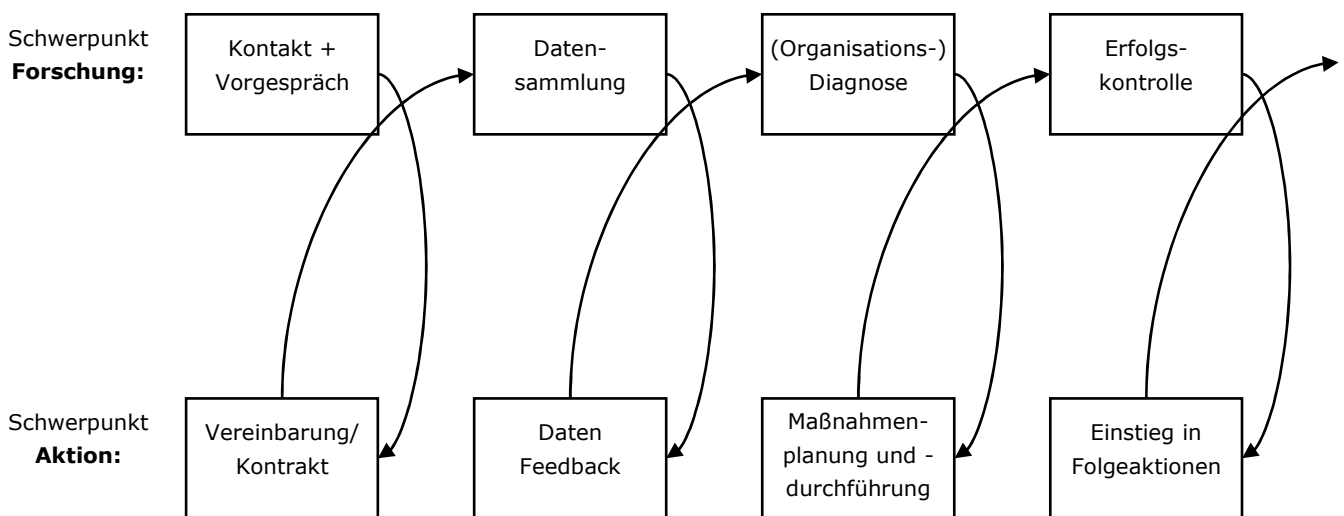 Schwerpunkt
Forschung:
Kontakt +
Vorgespräch
Daten-
sammlung
(Organisations-)
Diagnose
Erfolgs-
kontrolle
Schwerpunkt
Aktion:
Vereinbarung/
Kontrakt
Daten
Feedback
Maßnahmen-
planung und -
durchführung
Einstieg in
Folgeaktionen